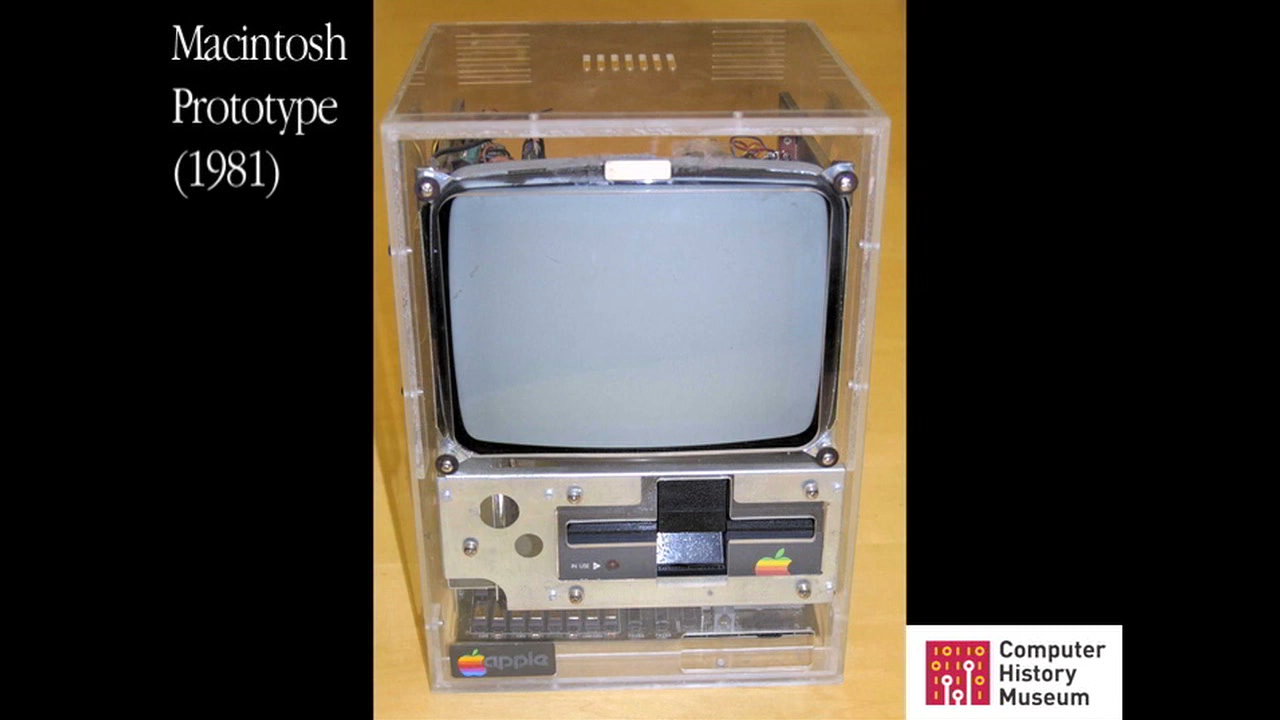 Macintosh
Prototype
(1981)
IN USE
apple
Computer
History
Museum